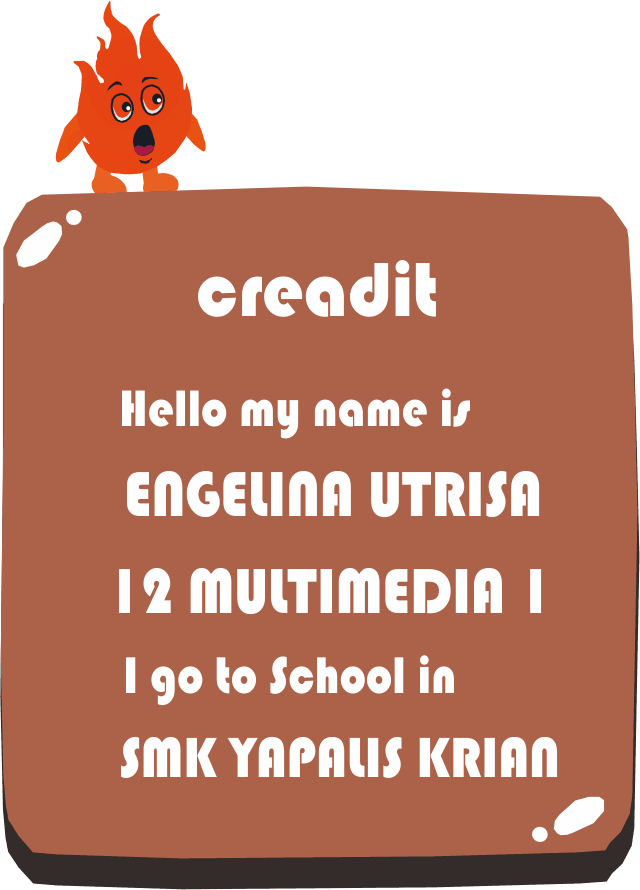 creadit
Hello my name is
ENGELINA UTRISA
12 MULTIMEDIA 1
I go to School in
SMK YAPALIS KRIAN